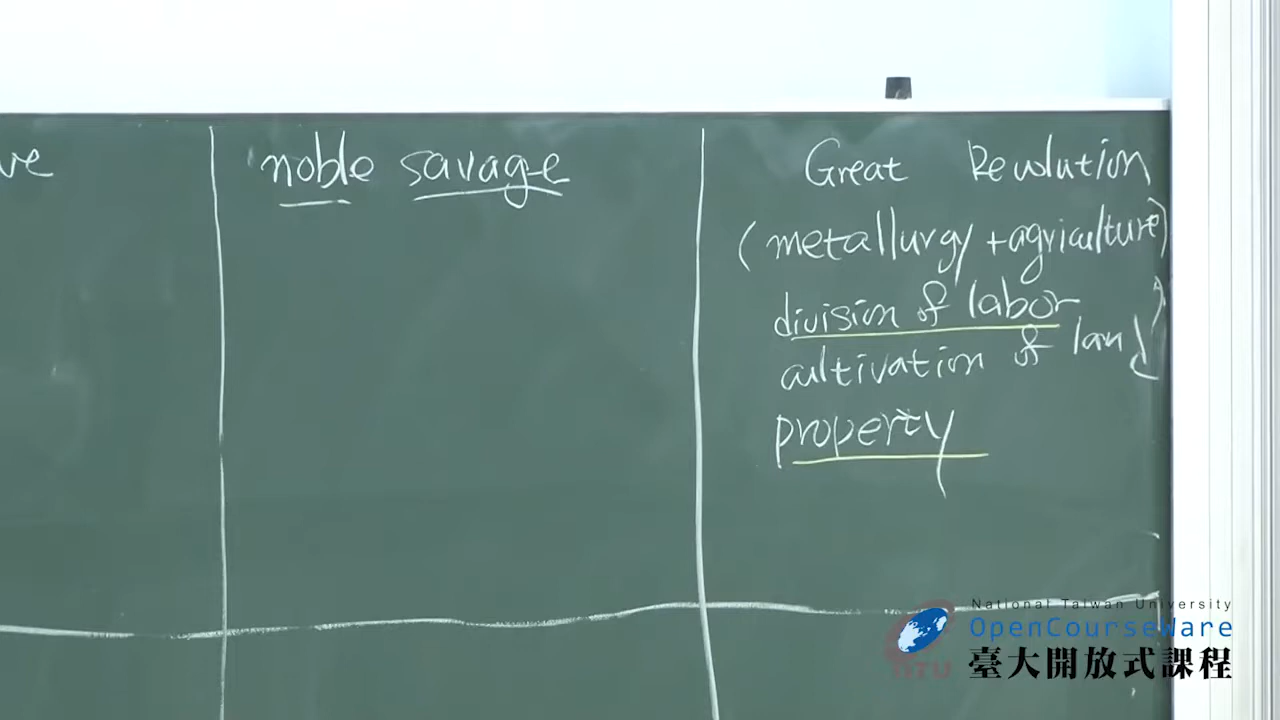 ve
noble savage
Great Revolution
(metallurgy + agriculture)
division of labor
cultivation of land
property
National Taiwan University
OpenCourseWare
臺大開放式課程
NTU